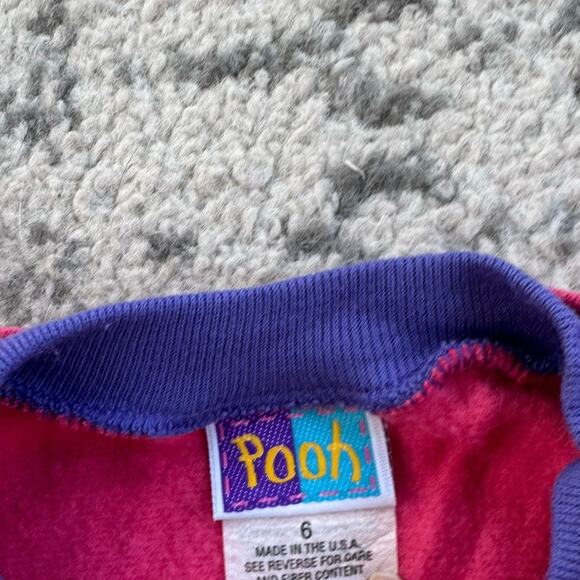 Pooh
6
MADE IN THE U.S.A.
SEE REVERSE FOR CARE
AND FIBER CONTENT